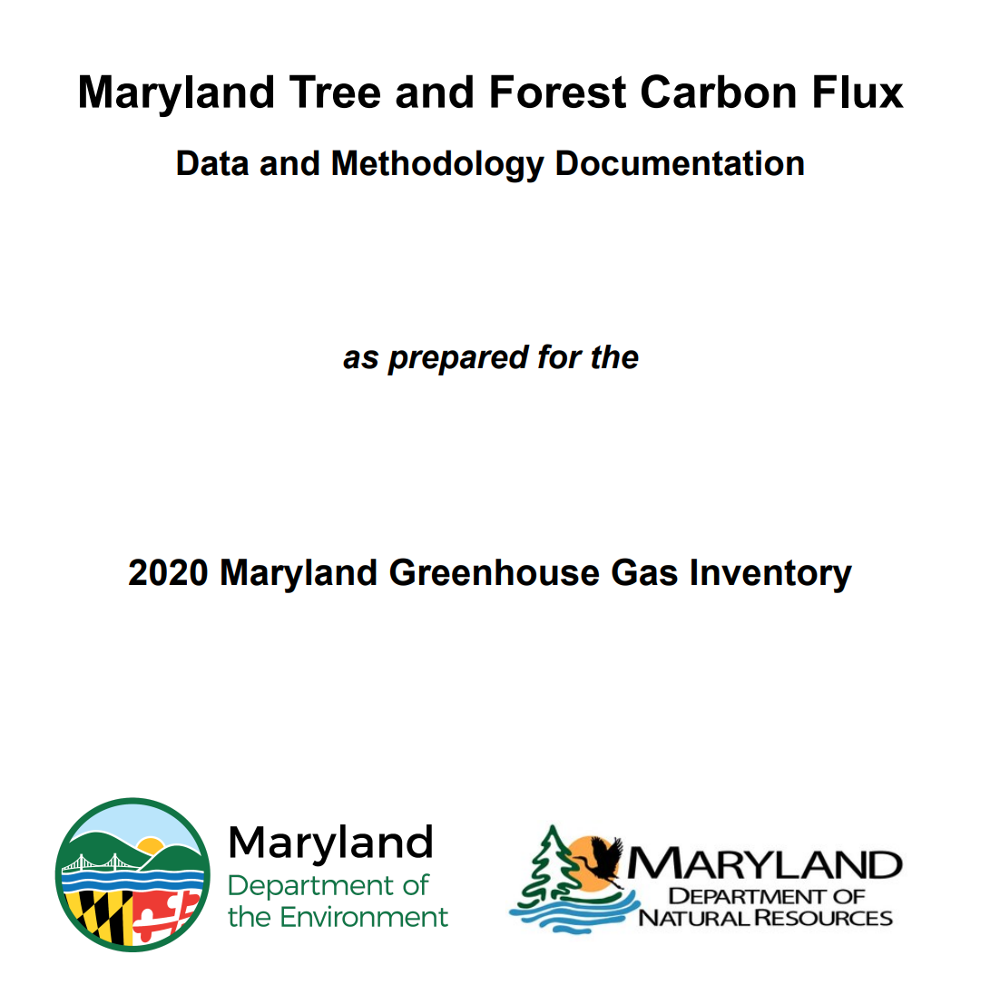 Maryland Tree and Forest Carbon Flux
Data and Methodology Documentation
as prepared for the
2020 Maryland Greenhouse Gas Inventory
Maryland
Department of
the Environment
MARYLAND
DEPARTMENT OF
NATURAL RESOURCES